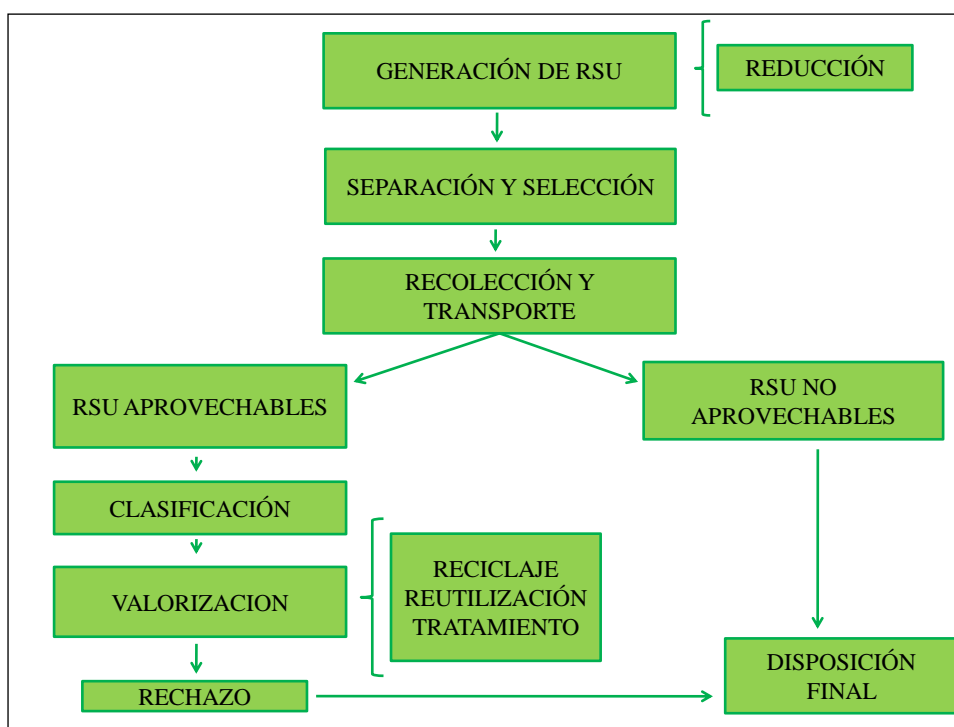 GENERACIÓN DE RSU
REDUCCIÓN
SEPARACIÓN Y SELECCIÓN
RECOLECCIÓN Y
TRANSPORTE
RSU APROVECHABLES
RSU NO
APROVECHABLES
CLASIFICACIÓN
VALORIZACION
RECICLAJE
REUTILIZACIÓN
TRATAMIENTO
RECHAZO
DISPOSICIÓN
FINAL